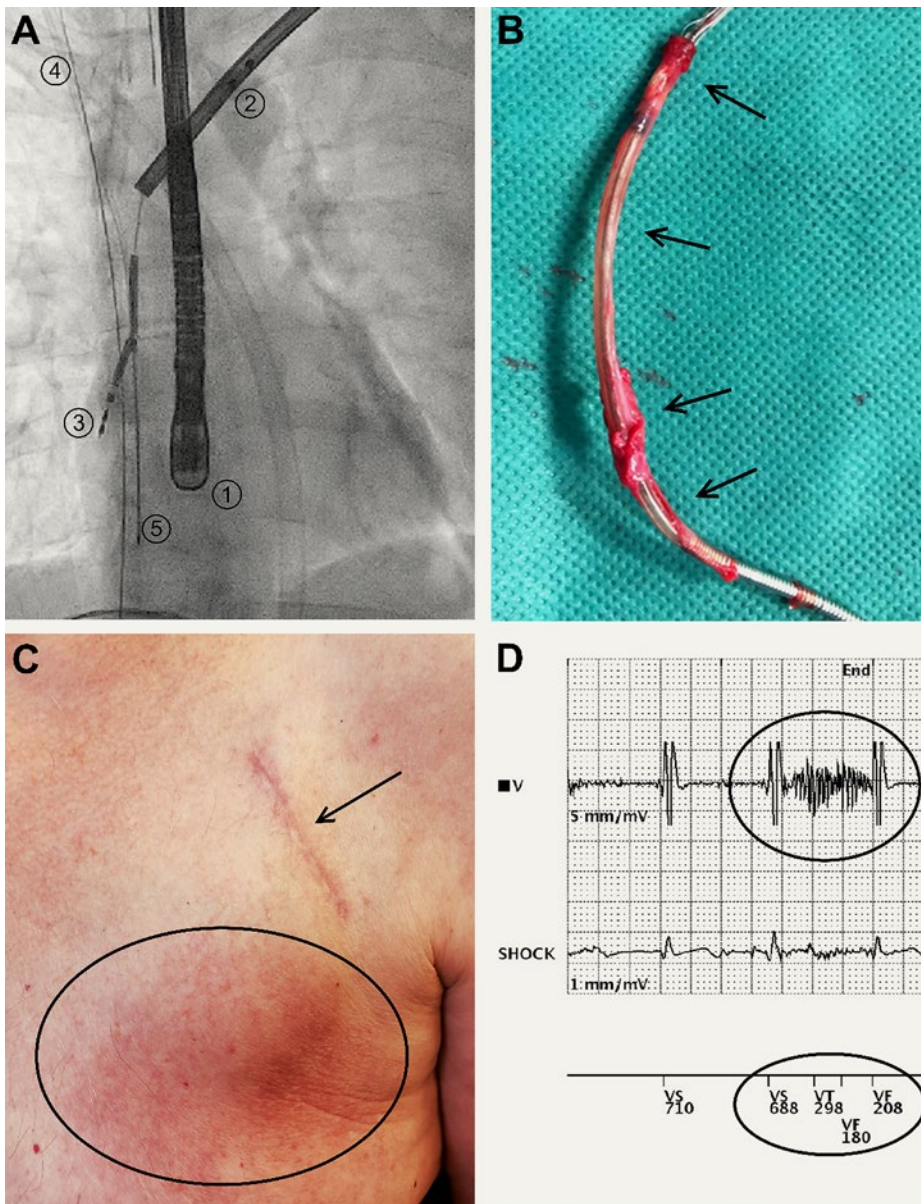 A
④
②
③
①
⑤
B
C
D
End
■V
5 mm/mV
SHOCK
1 mm/mV
VS
710
VS
688
VT
298
VF
180
VF
208